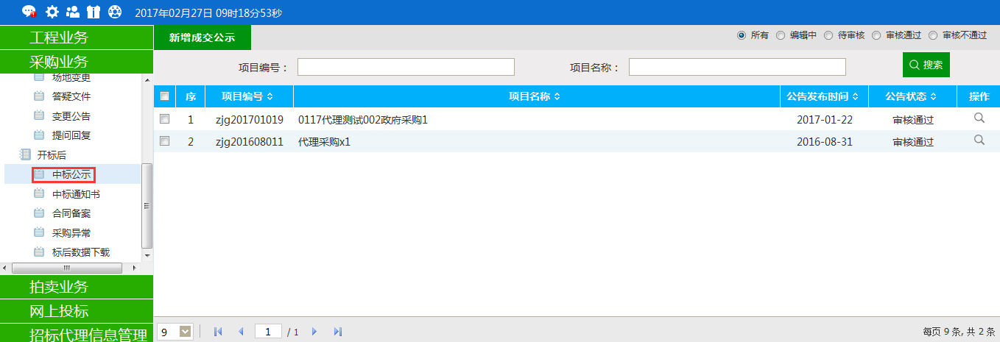 2017年02月27日 09时18分53秒
工程业务
采购业务
场地变更
答疑文件
变更公告
提问回复
开标后
中标公示
中标通知书
合同备案
采购异常
标后数据下载
拍卖业务
网上投标
招标代理信息管理
新增成交公示
所有 编辑中 待审核 审核通过 审核不通过
项目编号： 项目名称： 搜索
序 项目编号 项目名称 公告发布时间 公告状态 操作
1 zjg201701019 0117代理测试002政府采购1 2017-01-22 审核通过
2 zjg201608011 代理采购x1 2016-08-31 审核通过
9 1 / 1 每页 9 条, 共 2 条